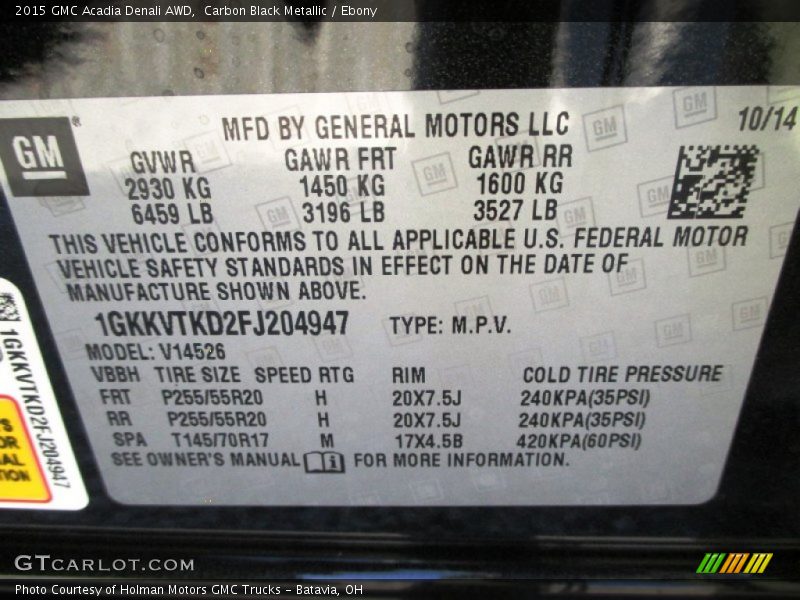 2015 GMC Acadia Denali AWD,  Carbon Black Metallic / Ebony
GM
MFD BY GENERAL MOTORS LLC
10/14
GVWR GAWR FRT GAWR RR
2930 KG 1450 KG 1600 KG
6459 LB 3196 LB 3527 LB
THIS VEHICLE CONFORMS TO ALL APPLICABLE U.S. FEDERAL MOTOR
VEHICLE SAFETY STANDARDS IN EFFECT ON THE DATE OF
MANUFACTURE SHOWN ABOVE.
1GKKVTKD2FJ204947 TYPE: M.P.V.
MODEL: V14526
VBBH TIRE SIZE SPEED RTG RIM COLD TIRE PRESSURE
FRT P255/55R20 H 20X7.5J 240KPA(35PSI)
RR P255/55R20 H 20X7.5J 240KPA(35PSI)
SPA T145/70R17 M 17X4.5B 420KPA(60PSI)
SEE OWNER'S MANUAL i FOR MORE INFORMATION.
1GKKVTKD2FJ204947
GTCARLOT.COM
Photo Courtesy of Holman Motors GMC Trucks – Batavia, OH